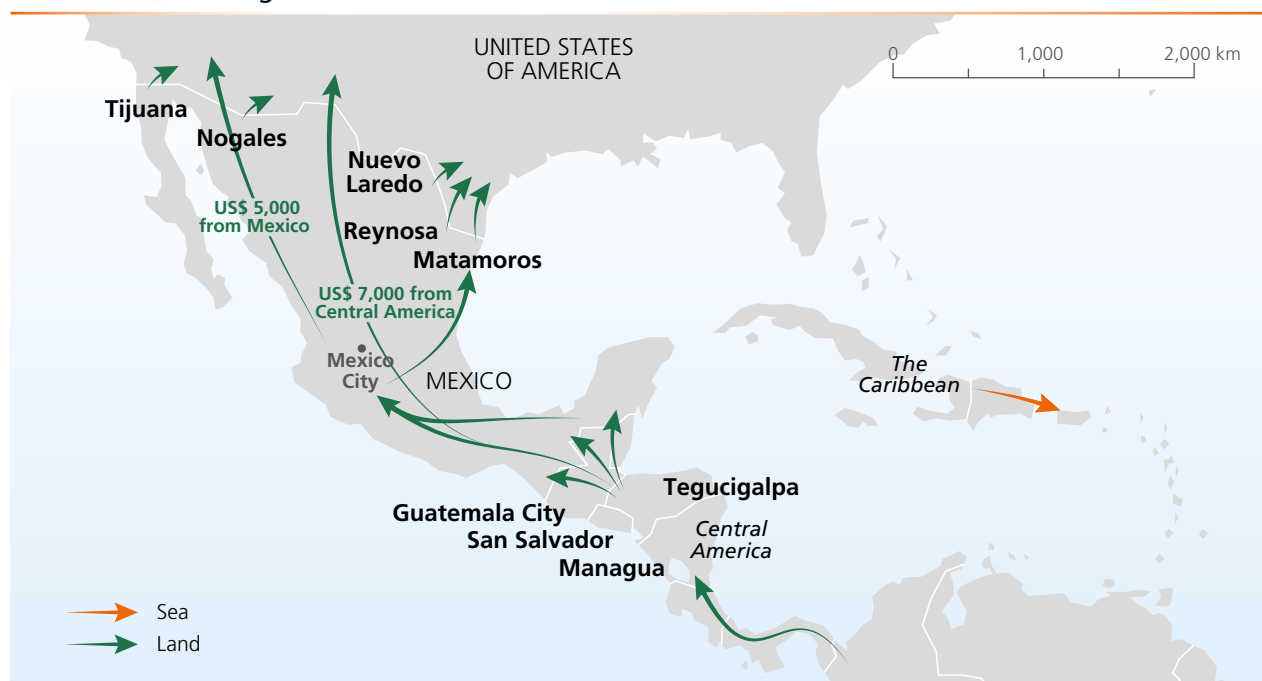 UNITED STATES
OF AMERICA
0 1,000 2,000 km
Tijuana
Nogales
Nuevo
Laredo
US$ 5,000
from Mexico
Reynosa
Matamoros
US$ 7,000 from
Central America
Mexico
City
MEXICO
The
Caribbean
Tegucigalpa
Guatemala City
San Salvador
Central
America
Managua
Sea
Land